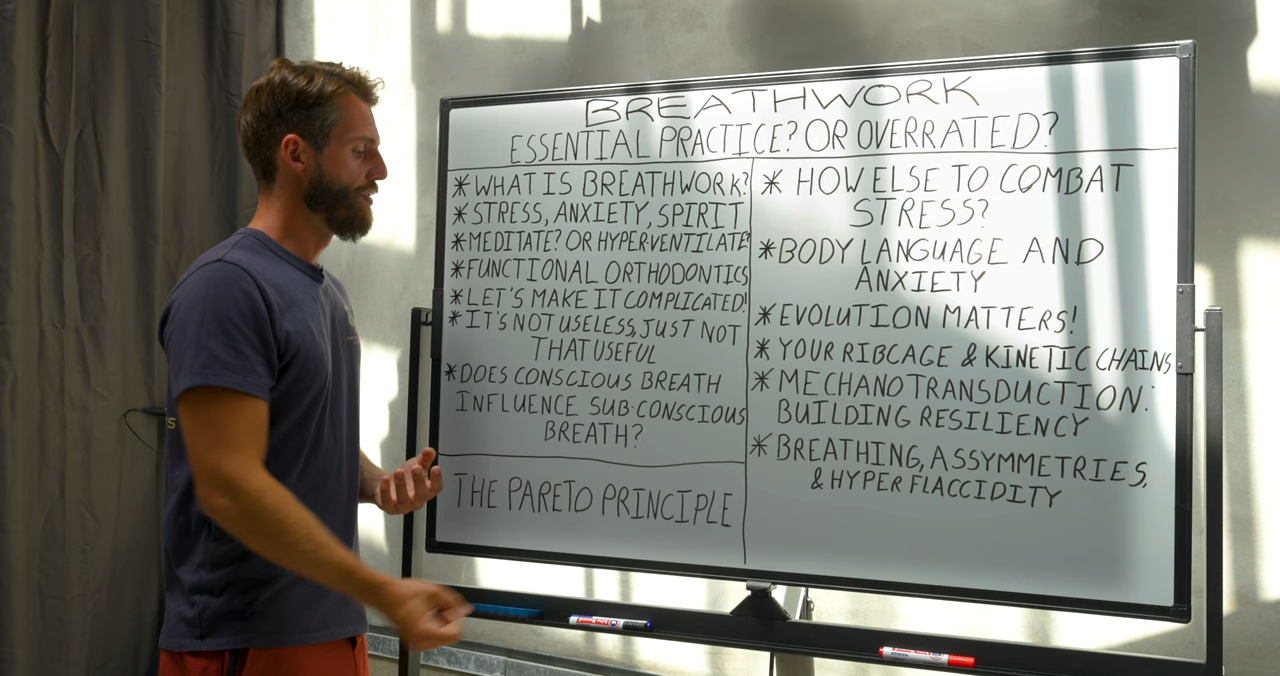 BREATHWORK
ESSENTIAL PRACTICE? OR OVERRATED?
* WHAT IS BREATHWORK?
* STRESS, ANXIETY, SPIRIT
* MEDITATE? OR HYPERVENTILATE?
* FUNCTIONAL ORTHODONTICS
* LET'S MAKE IT COMPLICATED!
* IT'S NOT USELESS, JUST NOT
THAT USEFUL
* DOES CONSCIOUS BREATH
INFLUENCE SUB-CONSCIOUS
BREATH?
THE PARETO PRINCIPLE
* HOW ELSE TO COMBAT
STRESS?
* BODY LANGUAGE AND
ANXIETY
* EVOLUTION MATTERS!
* YOUR RIBCAGE & KINETIC CHAINS
* MECHANOTRANSDUCTION:
BUILDING RESILIENCY
* BREATHING, ASSYMMETRIES,
& HYPER FLACCIDITY